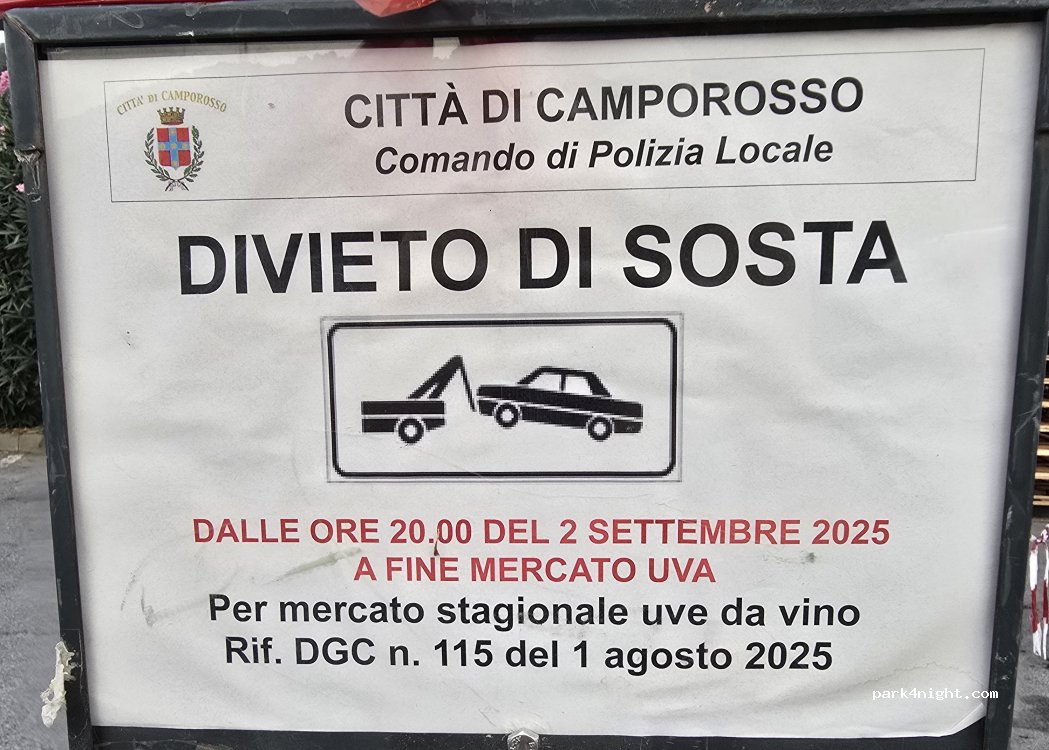 CITTA' DI CAMPOROSSO
CITTÀ DI CAMPOROSSO
Comando di Polizia Locale
DIVIETO DI SOSTA
DALLE ORE 20.00 DEL 2 SETTEMBRE 2025
A FINE MERCATO UVA
Per mercato stagionale uve da vino
Rif. DGC n. 115 del 1 agosto 2025
park4night.com